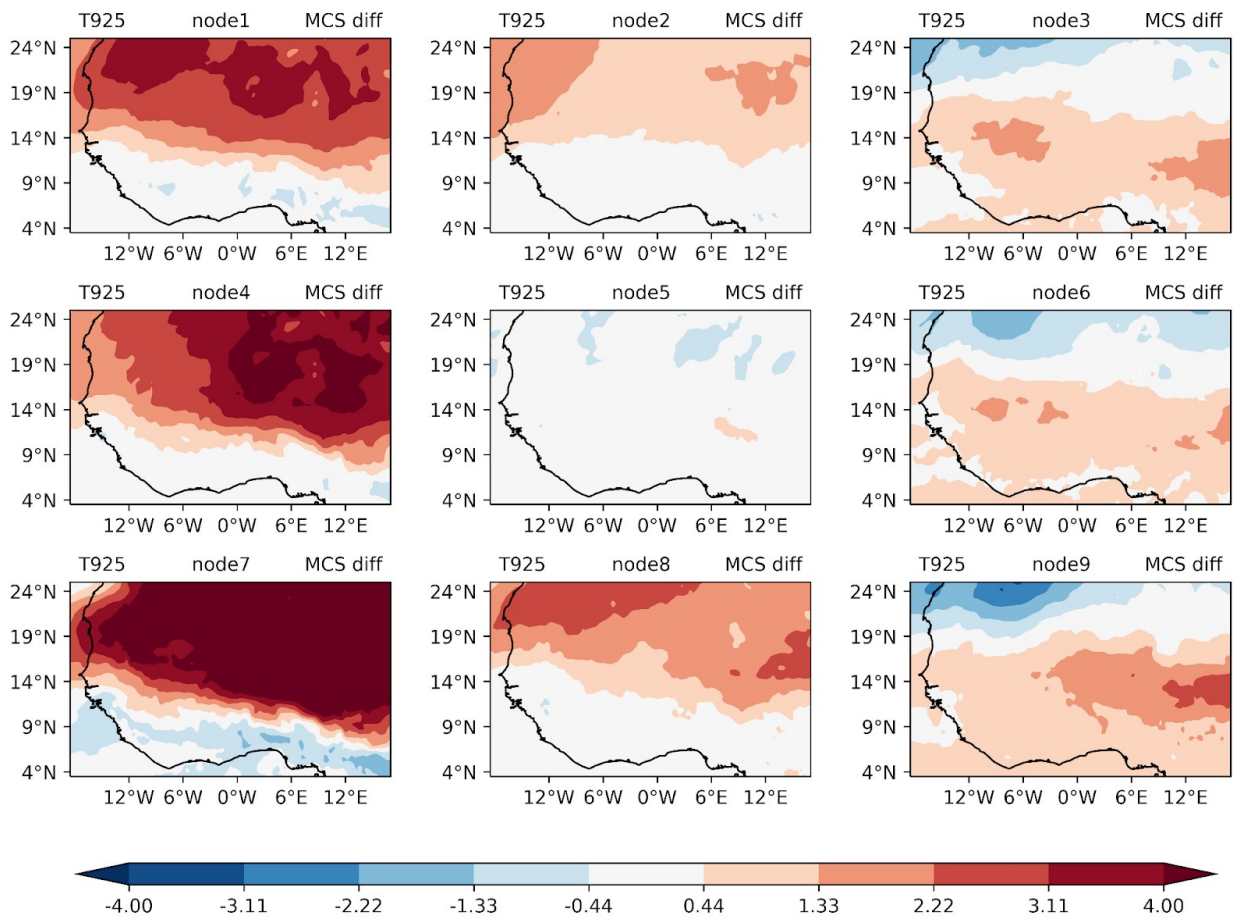 T925 node1 MCS diff
T925 node2 MCS diff
T925 node3 MCS diff
24°N
19°N
14°N
9°N
4°N
12°W 6°W 0°W 6°E 12°E
24°N
19°N
14°N
9°N
4°N
12°W 6°W 0°W 6°E 12°E
24°N
19°N
14°N
9°N
4°N
12°W 6°W 0°W 6°E 12°E
T925 node4 MCS diff
T925 node5 MCS diff
T925 node6 MCS diff
24°N
19°N
14°N
9°N
4°N
12°W 6°W 0°W 6°E 12°E
24°N
19°N
14°N
9°N
4°N
12°W 6°W 0°W 6°E 12°E
24°N
19°N
14°N
9°N
4°N
12°W 6°W 0°W 6°E 12°E
T925 node7 MCS diff
T925 node8 MCS diff
T925 node9 MCS diff
24°N
19°N
14°N
9°N
4°N
12°W 6°W 0°W 6°E 12°E
24°N
19°N
14°N
9°N
4°N
12°W 6°W 0°W 6°E 12°E
24°N
19°N
14°N
9°N
4°N
12°W 6°W 0°W 6°E 12°E
-4.00 -3.11 -2.22 -1.33 -0.44 0.44 1.33 2.22 3.11 4.00